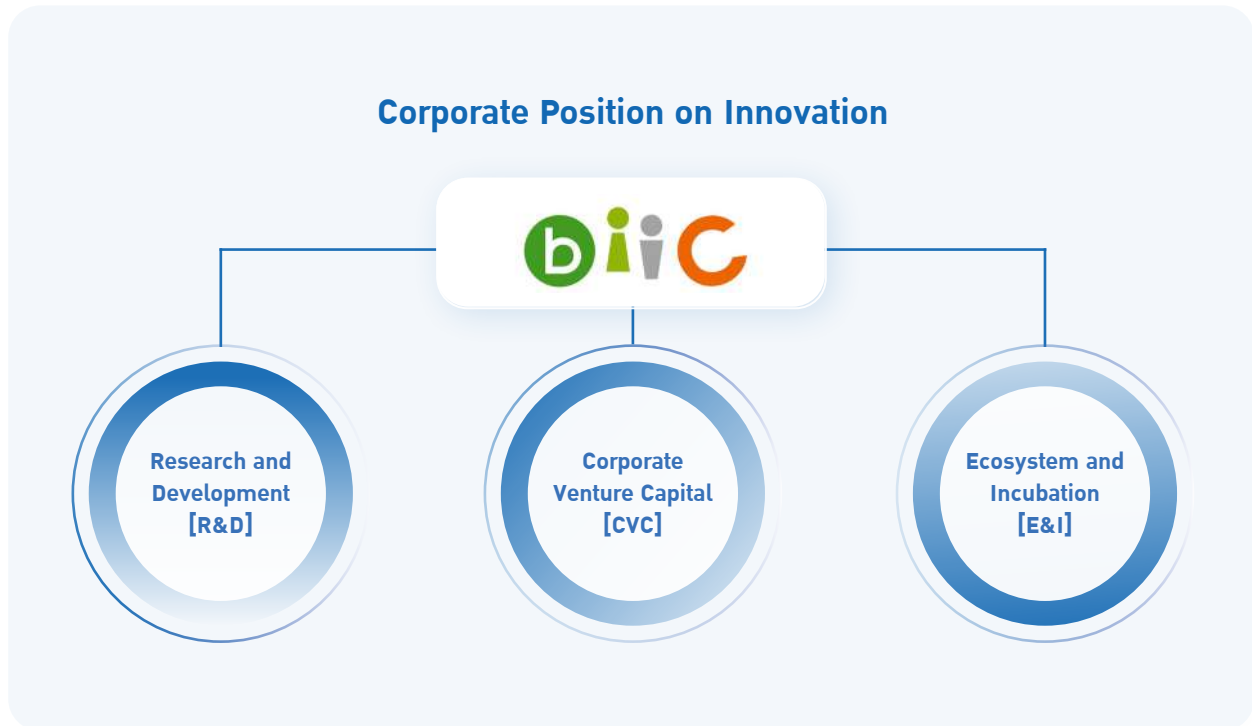 Corporate Position on Innovation
biiC
Research and
Development
[R&D]
Corporate
Venture Capital
[CVC]
Ecosystem and
Incubation
[E&I]